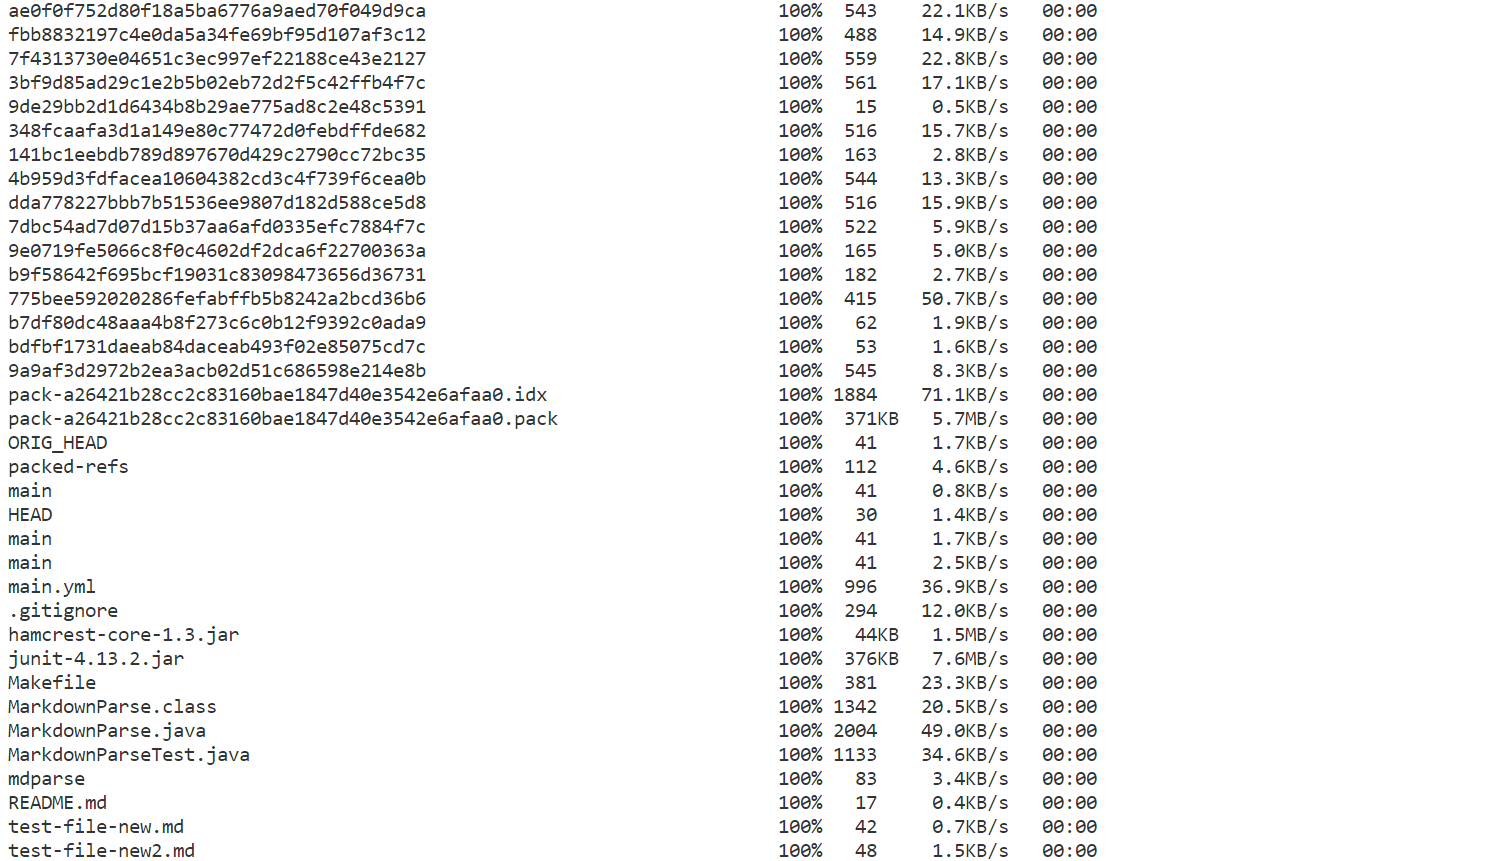 ae0f0f752d80f18a5ba6776a9aed70f049d9ca 100% 543 22.1KB/s 00:00
fbb8832197c4e0da5a34fe69bf95d107af3c12 100% 488 14.9KB/s 00:00
7f4313730e04651c3ec997ef22188ce43e2127 100% 559 22.8KB/s 00:00
3bf9d85ad29c1e2b5b02eb72d2f5c42ffb4f7c 100% 561 17.1KB/s 00:00
9de29bb2d1d6434b8b29ae775ad8c2e48c5391 100% 15 0.5KB/s 00:00
348fcaafa3d1a149e80c77472d0febdffde682 100% 516 15.7KB/s 00:00
141bc1eebdb789d897670d429c2790cc72bc35 100% 163 2.8KB/s 00:00
4b959d3fdfacea10604382cd3c4f739f6cea0b 100% 544 13.3KB/s 00:00
dda778227bbb7b51536ee9807d182d588ce5d8 100% 516 15.9KB/s 00:00
7dbc54ad7d07d15b37aa6afd0335efc7884f7c 100% 522 5.9KB/s 00:00
9e0719fe5066c8f0c4602df2dca6f22700363a 100% 165 5.0KB/s 00:00
b9f58642f695bcf19031c83098473656d36731 100% 182 2.7KB/s 00:00
775bee592020286fefabffb5b8242a2bcd36b6 100% 415 50.7KB/s 00:00
b7df80dc48aaa4b8f273c6c0b12f9392c0ada9 100% 62 1.9KB/s 00:00
bdfbf1731daeab84daceab493f02e85075cd7c 100% 53 1.6KB/s 00:00
9a9af3d2972b2ea3acb02d51c686598e214e8b 100% 545 8.3KB/s 00:00
pack-a26421b28cc2c83160bae1847d40e3542e6afaa0.idx 100% 1884 71.1KB/s 00:00
pack-a26421b28cc2c83160bae1847d40e3542e6afaa0.pack 100% 371KB 5.7MB/s 00:00
ORIG_HEAD 100% 41 1.7KB/s 00:00
packed-refs 100% 112 4.6KB/s 00:00
main 100% 41 0.8KB/s 00:00
HEAD 100% 30 1.4KB/s 00:00
main 100% 41 1.7KB/s 00:00
main 100% 41 2.5KB/s 00:00
main.yml 100% 996 36.9KB/s 00:00
.gitignore 100% 294 12.0KB/s 00:00
hamcrest-core-1.3.jar 100% 44KB 1.5MB/s 00:00
junit-4.13.2.jar 100% 376KB 7.6MB/s 00:00
Makefile 100% 381 23.3KB/s 00:00
MarkdownParse.class 100% 1342 20.5KB/s 00:00
MarkdownParse.java 100% 2004 49.0KB/s 00:00
MarkdownParseTest.java 100% 1133 34.6KB/s 00:00
mdparse 100% 83 3.4KB/s 00:00
README.md 100% 17 0.4KB/s 00:00
test-file-new.md 100% 42 0.7KB/s 00:00
test-file-new2.md 100% 48 1.5KB/s 00:00